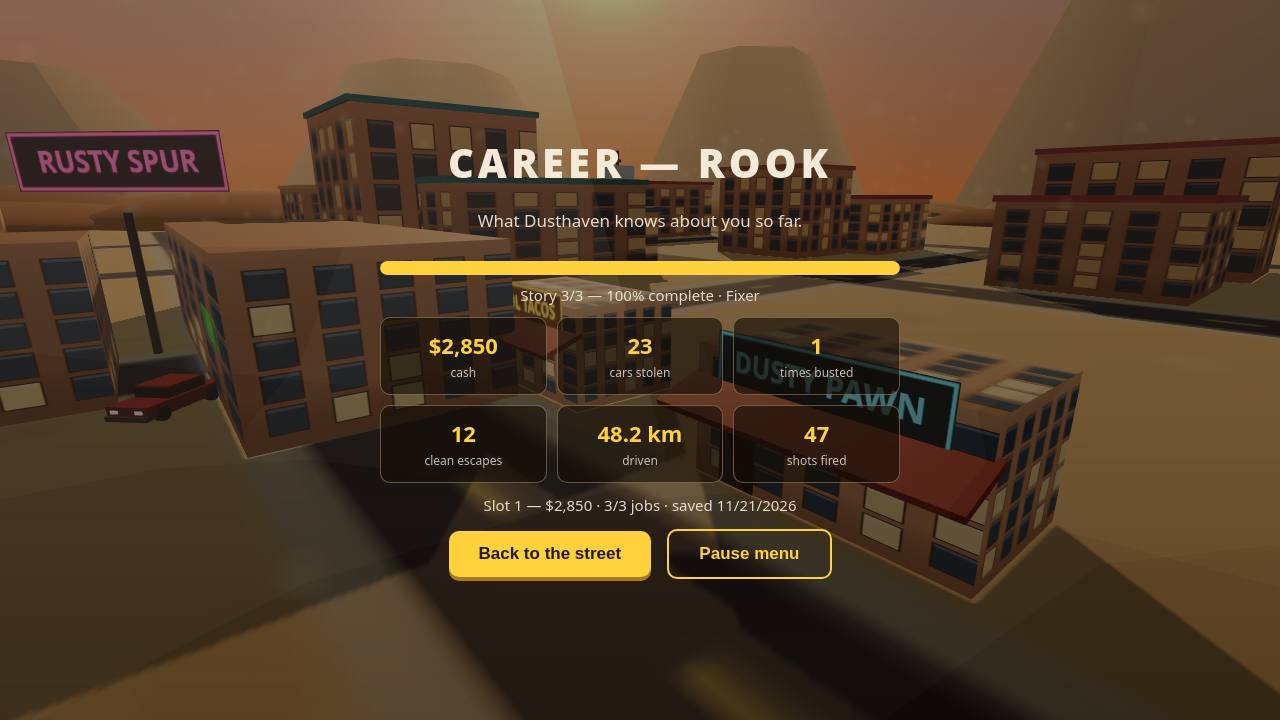 RUSTY SPUR
CAREER — ROOK
What Dusthaven knows about you so far.
Story 3/3 — 100% complete · Fixer
TACOS
$2,850
cash
23
cars stolen
1
times busted
DUSTY PAWN
12
clean escapes
48.2 km
driven
47
shots fired
Slot 1 — $2,850 · 3/3 jobs · saved 11/21/2026
Back to the street
Pause menu